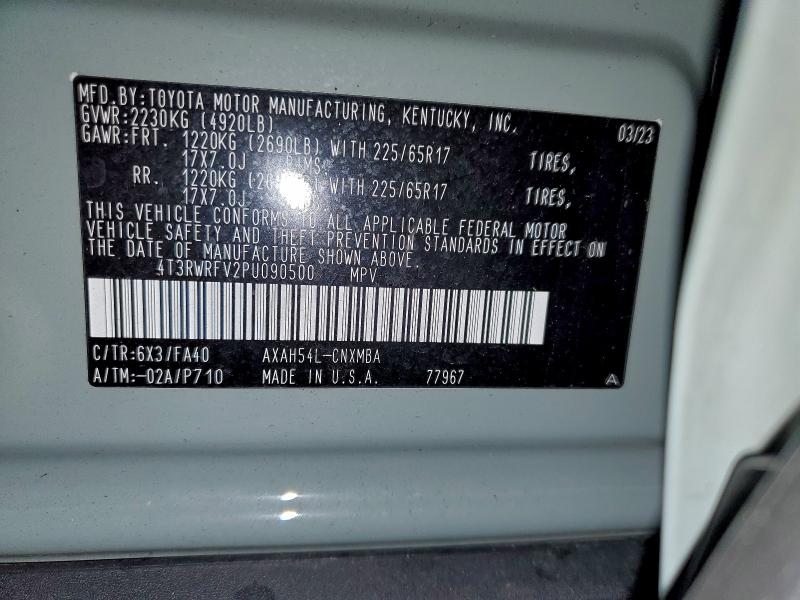 MFD.BY:TOYOTA MOTOR MANUFACTURING, KENTUCKY, INC. 03/23
GVWR:2230KG (4920LB)
GAWR:FRT. 1220KG (2690LB) WITH 225/65R17 TIRES,
17X7.0J RIMS,
RR. 1220KG WITH 225/65R17 TIRES,
17X7.0J
THIS VEHICLE CONFORMS TO ALL APPLICABLE FEDERAL MOTOR
VEHICLE SAFETY AND THEFT PREVENTION STANDARDS IN EFFECT ON
THE DATE OF MANUFACTURE SHOWN ABOVE.
4T3RWRFV2PU090500 MPV
C/TR:6X3/FA40 AXAH54L-CNXMBA
A/TM:-02A/P710 MADE IN U.S.A. 77967 A